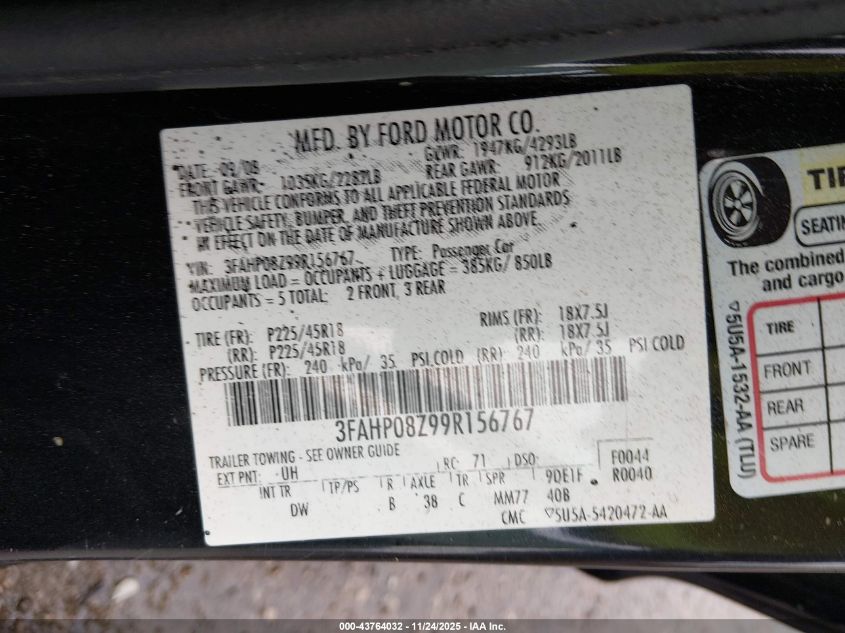 MFD. BY FORD MOTOR CO.
DATE 09/08 GVWR: 1947KG/4293LB
FRONT GAWR: 1035KG/2282LB REAR GAWR: 912KG/2011LB
THIS VEHICLE CONFORMS TO ALL APPLICABLE FEDERAL MOTOR
VEHICLE SAFETY, BUMPER, AND THEFT PREVENTION STANDARDS
IN EFFECT ON THE DATE OF MANUFACTURE SHOWN ABOVE.
VIN: 3FAHP08Z99R156767 TYPE: Passenger Car
MAXIMUM LOAD = OCCUPANTS + LUGGAGE = 385KG/ 850LB
OCCUPANTS = 5 TOTAL: 2 FRONT, 3 REAR
TIRE (FR): P225/45R18 RIMS (FR): 18X7.5J
(RR): P225/45R18 (RR): 18X7.5J
PRESSURE (FR): 240 kPa/ 35 PSI,COLD (RR): 240 kPa/ 35 PSI COLD
3FAHP08Z99R156767
TRAILER TOWING - SEE OWNER GUIDE
EXT PNT: UH RC: 71 DSO: F0044
INT TR TP/PS R AXLE TR SPR 9DE1F R0040
DW B 38 C MM77 40B
CMC 5U5A-5420472-AA
TIR
SEATIN
The combined
and cargo
TIRE
FRONT
REAR
SPARE
5U5A-1532-AA (TLU)
000-43764032 - 11/24/2025 - IAA Inc.